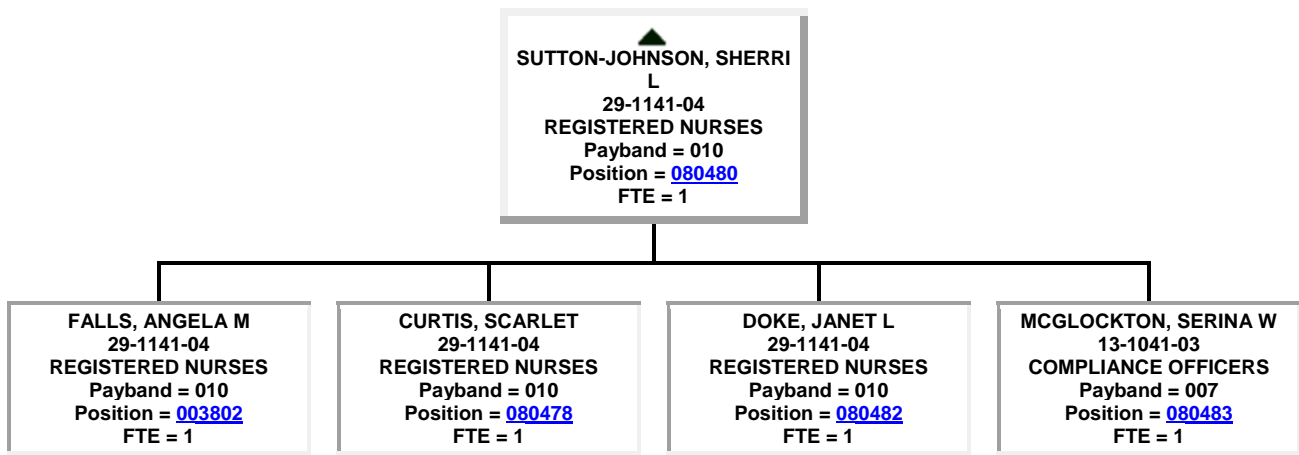 SUTTON-JOHNSON, SHERRI
L
29-1141-04
REGISTERED NURSES
Payband = 010
Position = 080480
FTE = 1
FALLS, ANGELA M
29-1141-04
REGISTERED NURSES
Payband = 010
Position = 003802
FTE = 1
CURTIS, SCARLET
29-1141-04
REGISTERED NURSES
Payband = 010
Position = 080478
FTE = 1
DOKE, JANET L
29-1141-04
REGISTERED NURSES
Payband = 010
Position = 080482
FTE = 1
MCGLOCKTON, SERINA W
13-1041-03
COMPLIANCE OFFICERS
Payband = 007
Position = 080483
FTE = 1